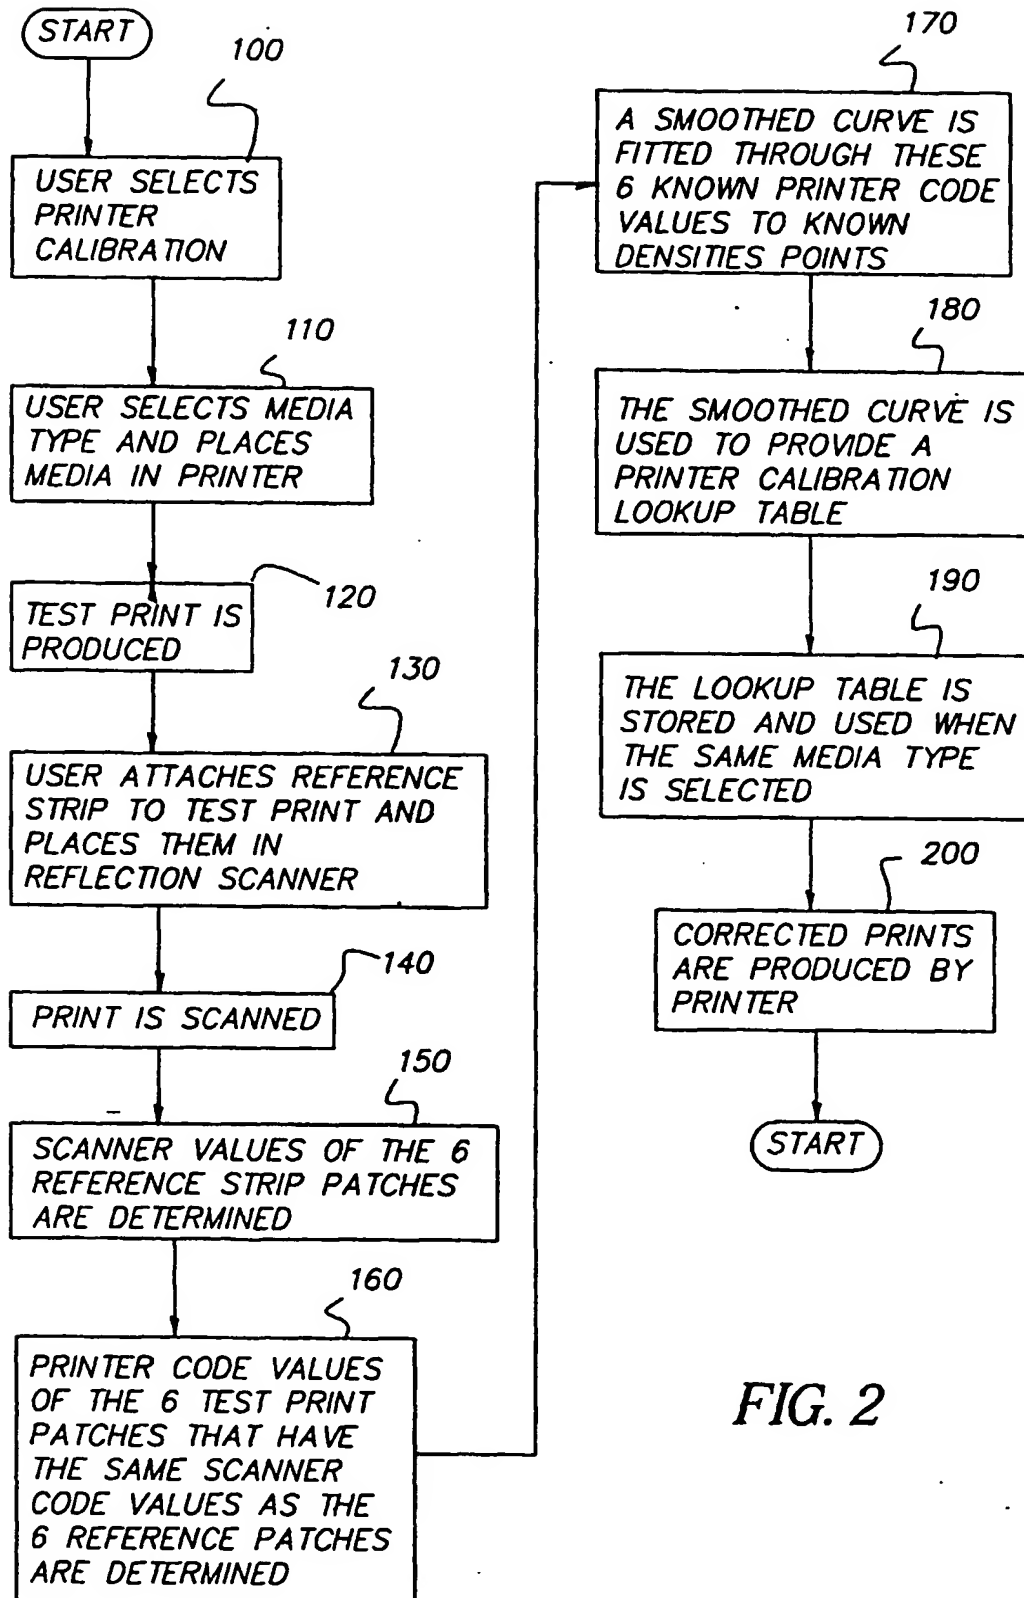 START
100
USER SELECTS
PRINTER
CALIBRATION
110
USER SELECTS MEDIA
TYPE AND PLACES
MEDIA IN PRINTER
120
TEST PRINT IS
PRODUCED
130
USER ATTACHES REFERENCE
STRIP TO TEST PRINT AND
PLACES THEM IN
REFLECTION SCANNER
140
PRINT IS SCANNED
150
SCANNER VALUES OF THE 6
REFERENCE STRIP PATCHES
ARE DETERMINED
160
PRINTER CODE VALUES
OF THE 6 TEST PRINT
PATCHES THAT HAVE
THE SAME SCANNER
CODE VALUES AS THE
6 REFERENCE PATCHES
ARE DETERMINED
170
A SMOOTHED CURVE IS
FITTED THROUGH THESE
6 KNOWN PRINTER CODE
VALUES TO KNOWN
DENSITIES POINTS
180
THE SMOOTHED CURVE IS
USED TO PROVIDE A
PRINTER CALIBRATION
LOOKUP TABLE
190
THE LOOKUP TABLE IS
STORED AND USED WHEN
THE SAME MEDIA TYPE
IS SELECTED
200
CORRECTED PRINTS
ARE PRODUCED BY
PRINTER
START
FIG. 2